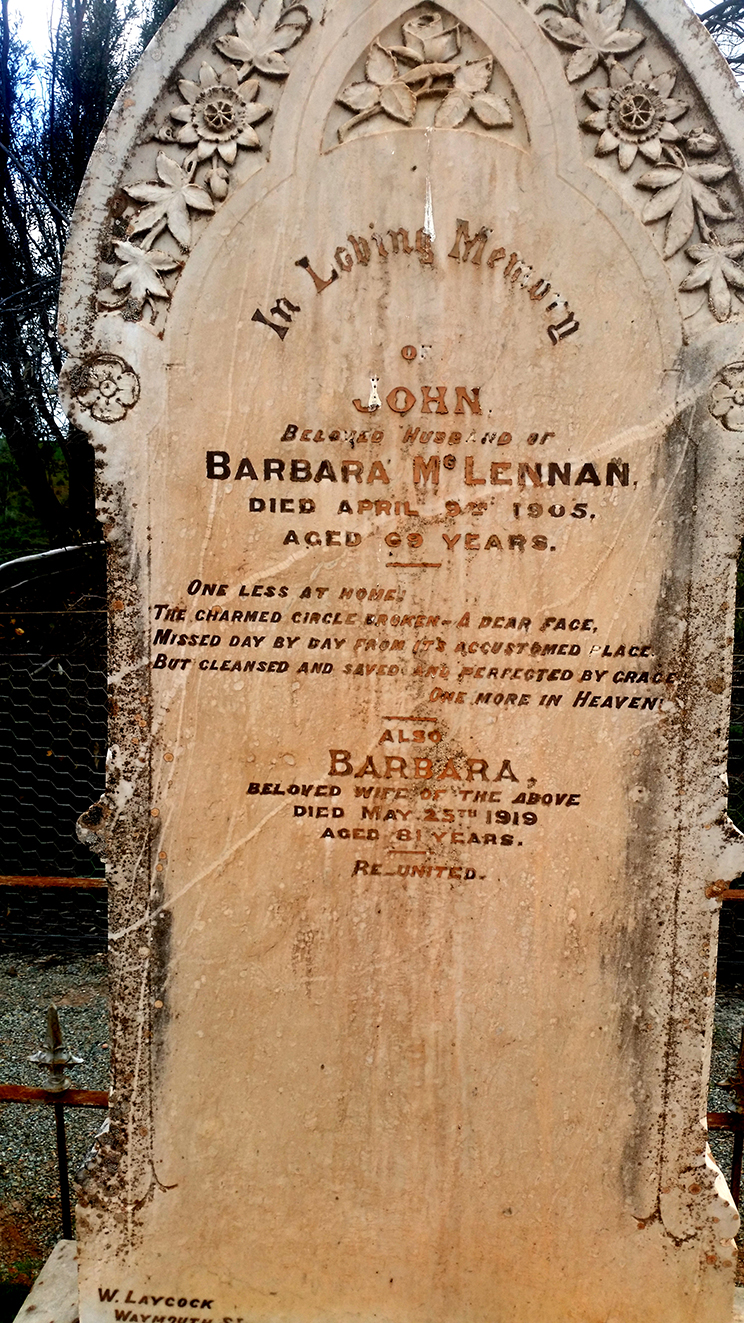 In Loving Memory
OF
JOHN,
BELOVED HUSBAND OF
BARBARA McLENNAN,
DIED APRIL 1905,
AGED 69 YEARS.
ONE LESS AT HOME!
THE CHARMED CIRCLE BROKEN - A DEAR FACE,
MISSED DAY BY DAY FROM IT'S ACCUSTOMED PLACE.
BUT CLEANSED AND SAVED AND PERFECTED BY GRACE
ONE MORE IN HEAVEN!
ALSO
BARBARA,
BELOVED WIFE OF THE ABOVE
DIED MAY 25TH 1919
AGED 81 YEARS.
RE-UNITED.
W. LAYCOCK
WAYMOUTH ST